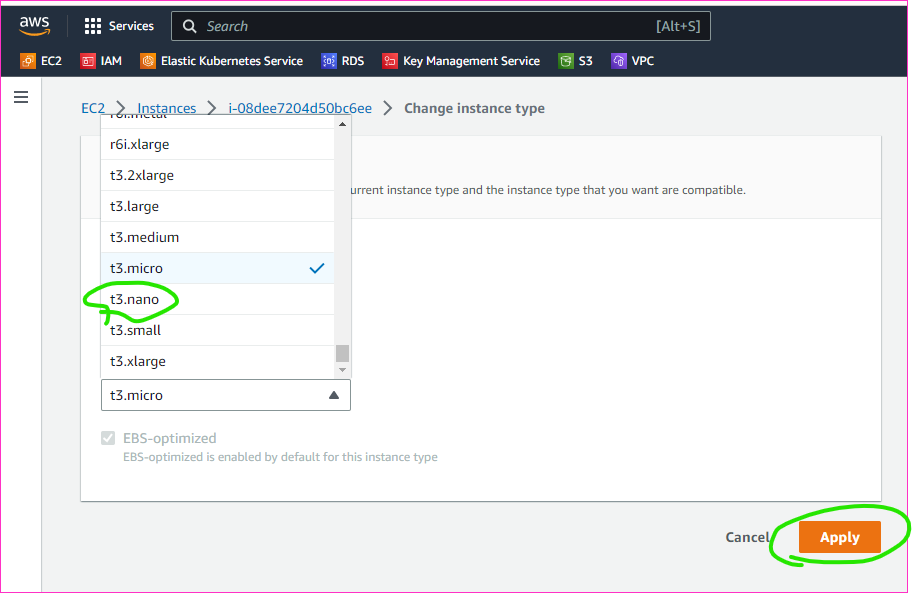 aws Services Search [Alt+S]
EC2 IAM Elastic Kubernetes Service RDS Key Management Service S3 VPC
EC2 Instances i-08dee7204d50bc6ee Change instance type
r6i.metal
r6i.xlarge
t3.2xlarge
urrent instance type and the instance type that you want are compatible.
t3.large
t3.medium
t3.micro
t3.nano
t3.small
t3.xlarge
t3.micro
EBS-optimized
EBS-optimized is enabled by default for this instance type
Cancel Apply